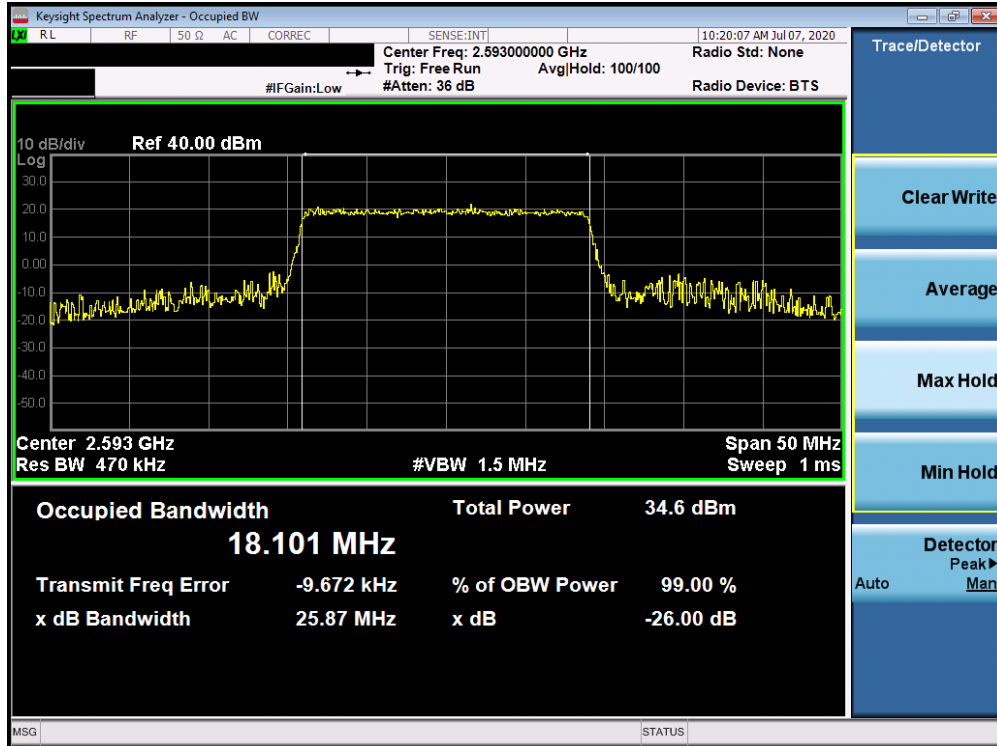 Keysight Spectrum Analyzer - Occupied BW
LXI RL RF 50 Ω AC CORREC SENSE:INT 10:20:07 AM Jul 07, 2020
Center Freq: 2.593000000 GHz Radio Std: None
Trig: Free Run Avg|Hold: 100/100
#IFGain:Low #Atten: 36 dB Radio Device: BTS
10 dB/div Ref 40.00 dBm
Log
30.0
20.0
10.0
0.00
-10.0
-20.0
-30.0
-40.0
-50.0
Center 2.593 GHz Span 50 MHz
Res BW 470 kHz #VBW 1.5 MHz Sweep 1 ms
Occupied Bandwidth Total Power 34.6 dBm
18.101 MHz
Transmit Freq Error -9.672 kHz % of OBW Power 99.00 %
x dB Bandwidth 25.87 MHz x dB -26.00 dB
MSG STATUS
Trace/Detector
Clear Write
Average
Max Hold
Min Hold
Detector
Peak▶
Auto Man